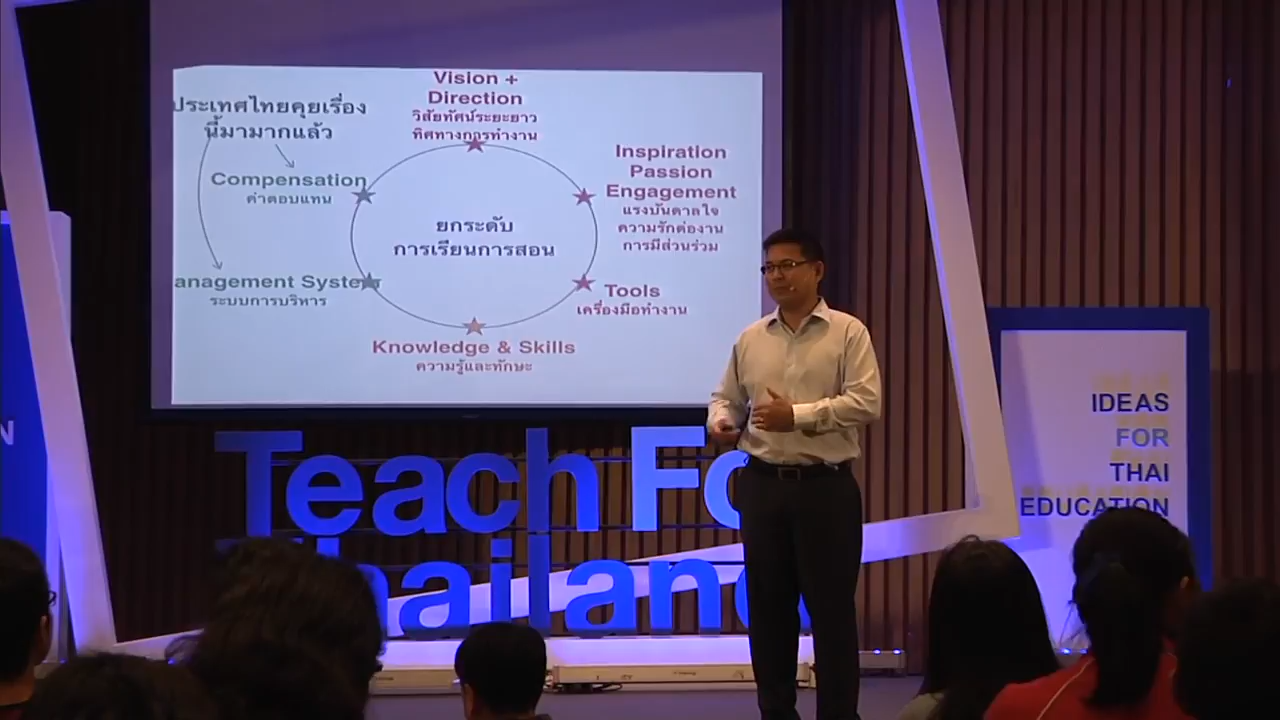 ประเทศไทยคุยเรื่อง
นี้มามากแล้ว
Compensation
ค่าตอบแทน
anagement System
ระบบการบริหาร
Vision +
Direction
วิสัยทัศน์ระยะยาว
ทิศทางการทำงาน
ยกระดับ
การเรียนการสอน
Inspiration
Passion
Engagement
แรงบันดาลใจ
ความรักต่องาน
การมีส่วนร่วม
Tools
เครื่องมือทำงาน
Knowledge & Skills
ความรู้และทักษะ
Teach Fo
Thailand
IDEAS
FOR
THAI
EDUCATION
N